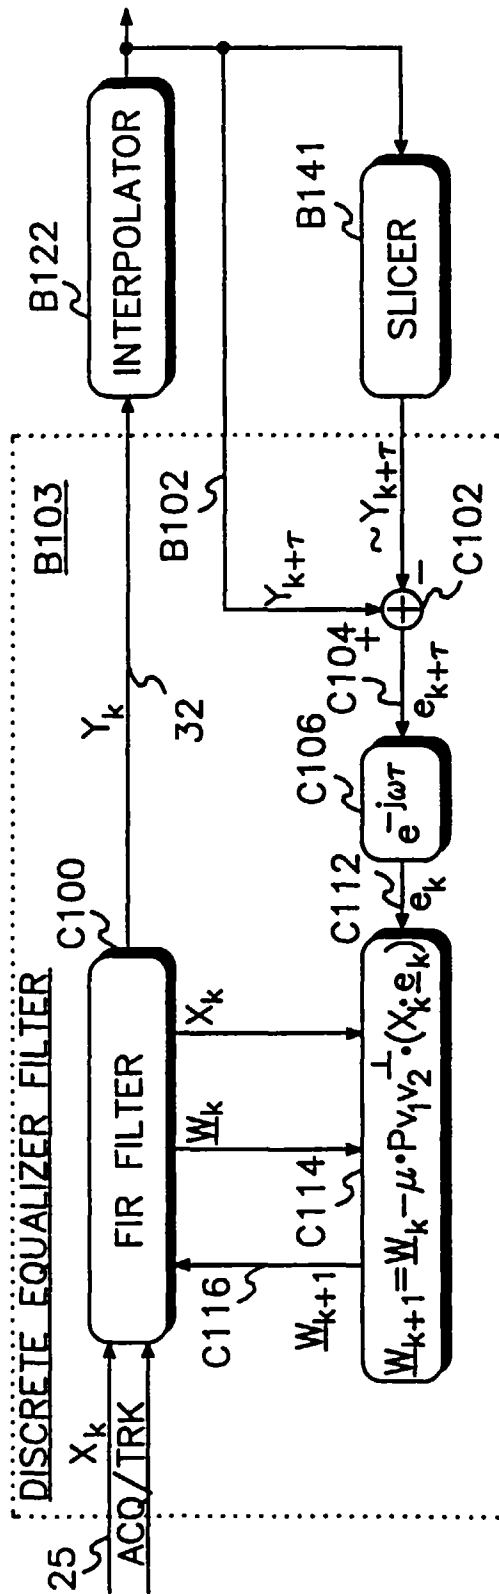 DISCRETE EQUALIZER FILTER
B103
25
X_k
ACQ/TRK
FIR FILTER
C100
Y_k
32
INTERPOLATOR
B122
B102
Y_{k+τ}
SLICER
B141
~Y_{k+τ}
+
−
C102
C104
e_{k+τ}
C106
e^{-jωτ}
C112
e_k
X_k
W_k
C114
C116
W_{k+1}
W_{k+1}=W_k−μ•Pv_1v_2^⊥•(X_k•e_k)